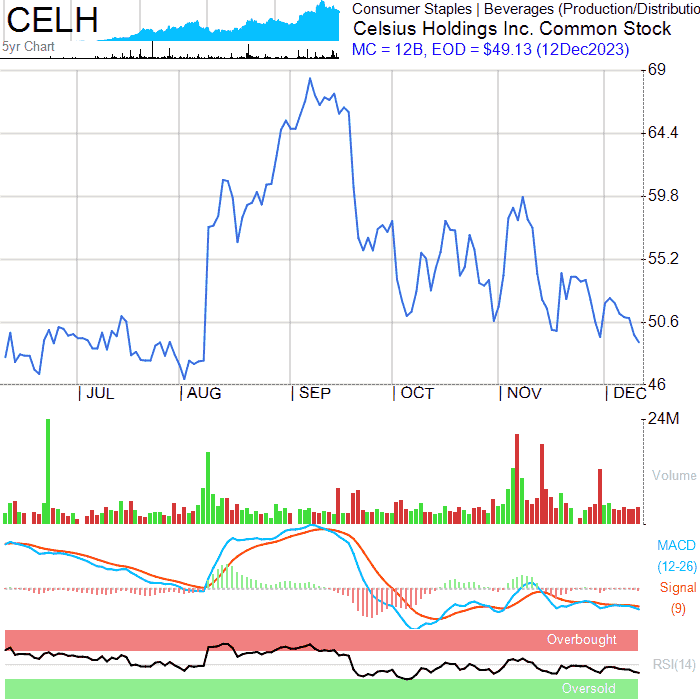 CELH
5yr Chart
Consumer Staples | Beverages (Production/Distributio
Celsius Holdings Inc. Common Stock
MC = 12B, EOD = $49.13 (12Dec2023)
69
64.4
59.8
55.2
50.6
46
| JUL | AUG | SEP | OCT | NOV | DEC
24M
Volume
MACD
(12-26)
Signal
(9)
Overbought
RSI(14)
Oversold